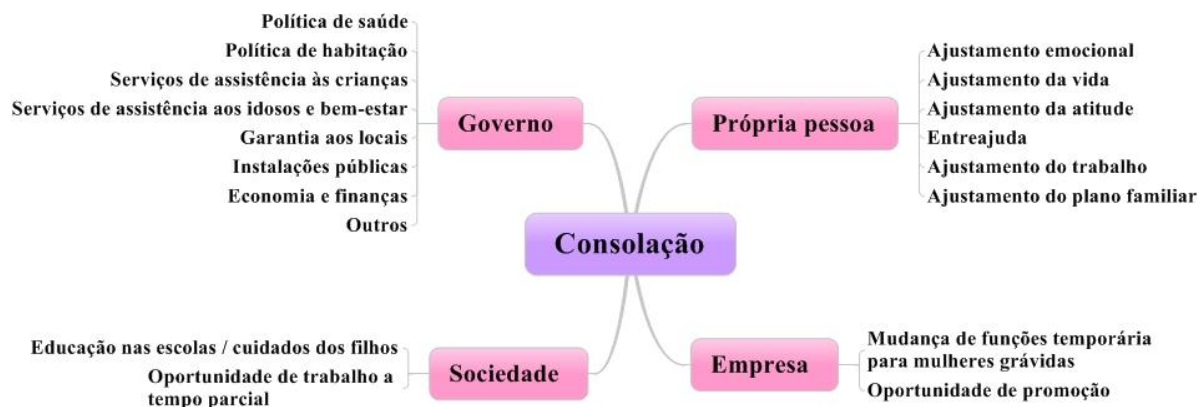 Política de saúde
Política de habitação
Serviços de assistência às crianças
Serviços de assistência aos idosos e bem-estar
Garantia aos locais
Instalações públicas
Economia e finanças
Outros
Governo
Própria pessoa
Ajustamento emocional
Ajustamento da vida
Ajustamento da atitude
Entreajuda
Ajustamento do trabalho
Ajustamento do plano familiar
Consolação
Educação nas escolas / cuidados dos filhos
Oportunidade de trabalho a
tempo parcial
Sociedade
Empresa
Mudança de funções temporária
para mulheres grávidas
Oportunidade de promoção